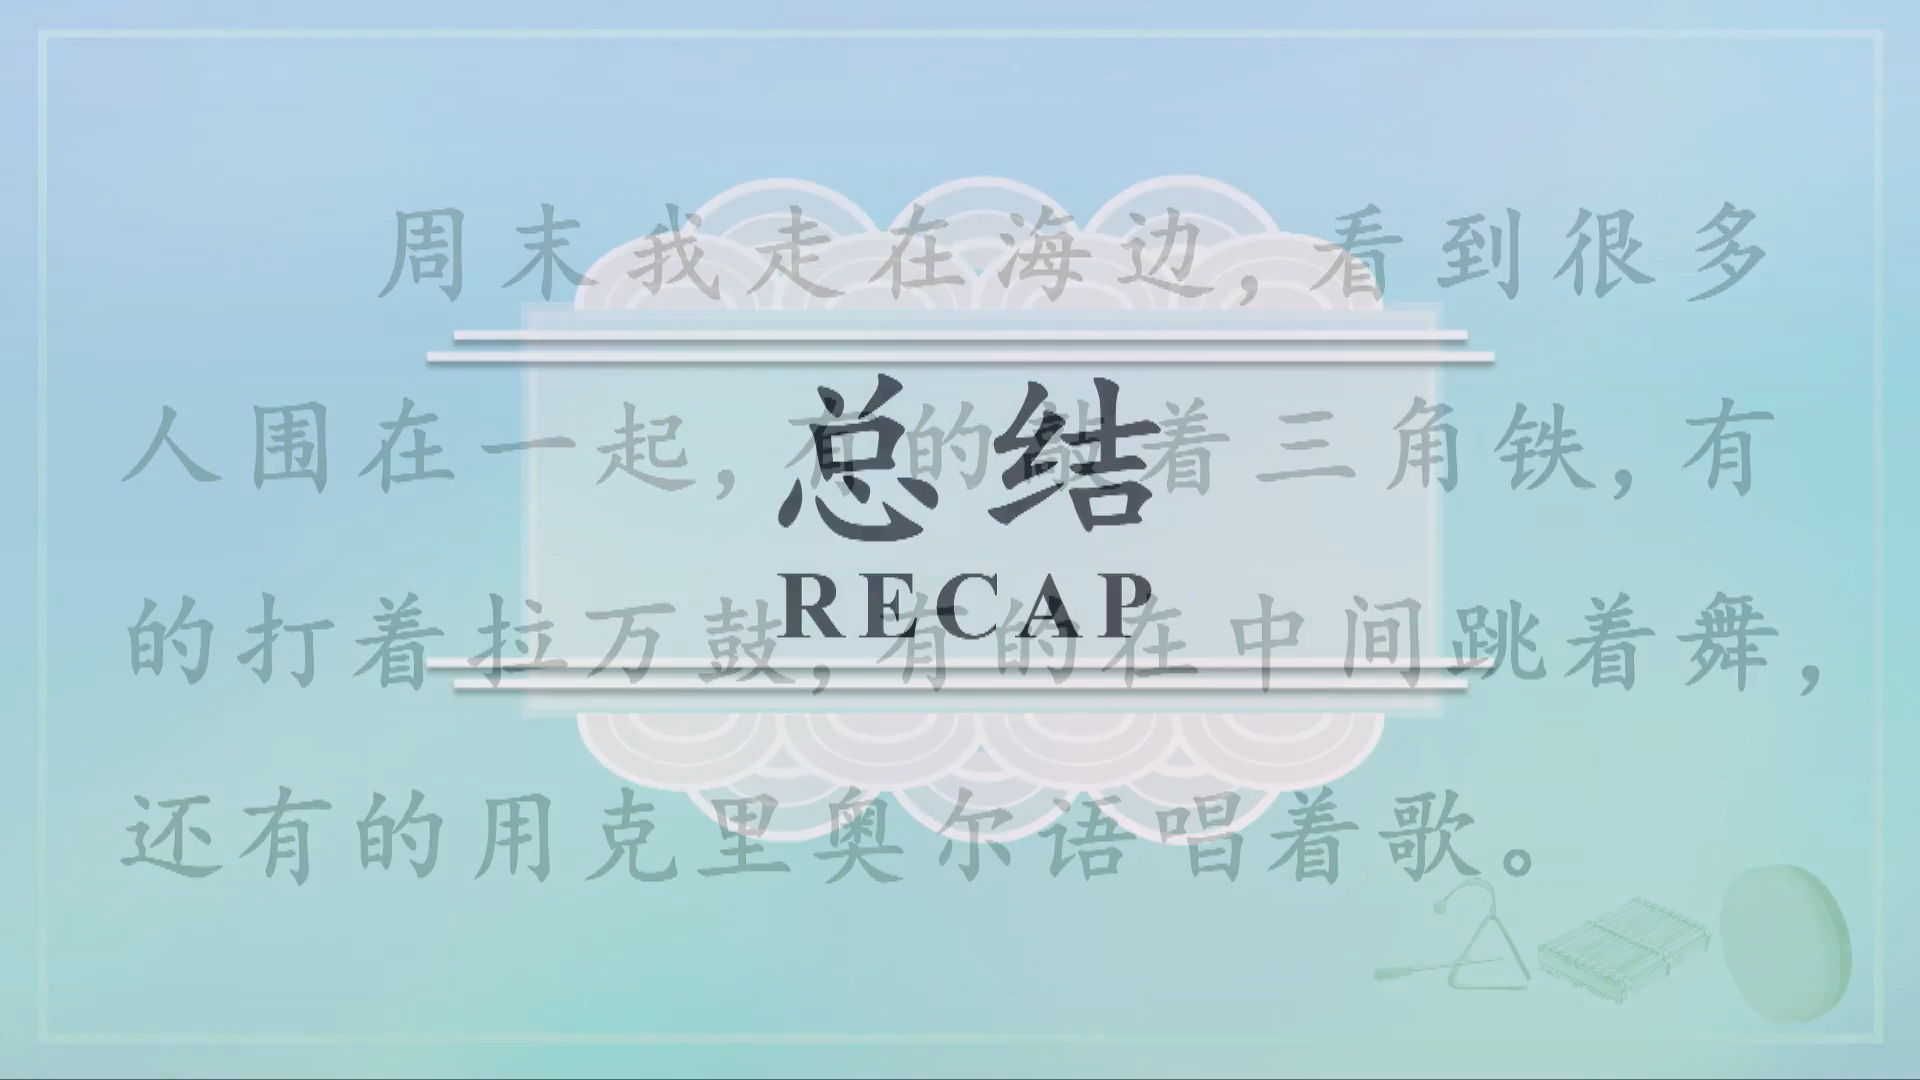 周末我走在海边,看到很多
人围在一起,有的敲着三角铁,有
的打着拉万鼓,有的在中间跳着舞,
还有的用克里奥尔语唱着歌。
总结
RECAP